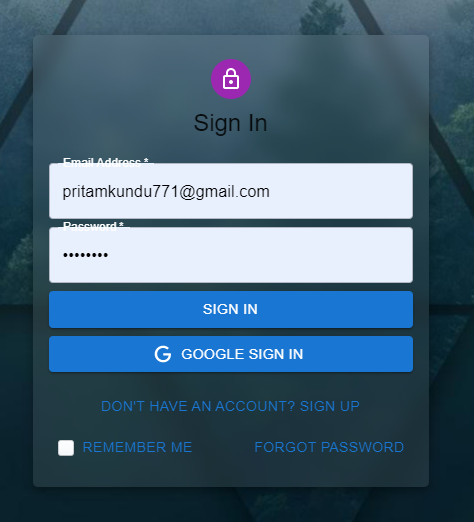 Sign In
Email Address *
pritamkundu771@gmail.com
Password *
••••••••
SIGN IN
G GOOGLE SIGN IN
DON'T HAVE AN ACCOUNT? SIGN UP
REMEMBER ME FORGOT PASSWORD